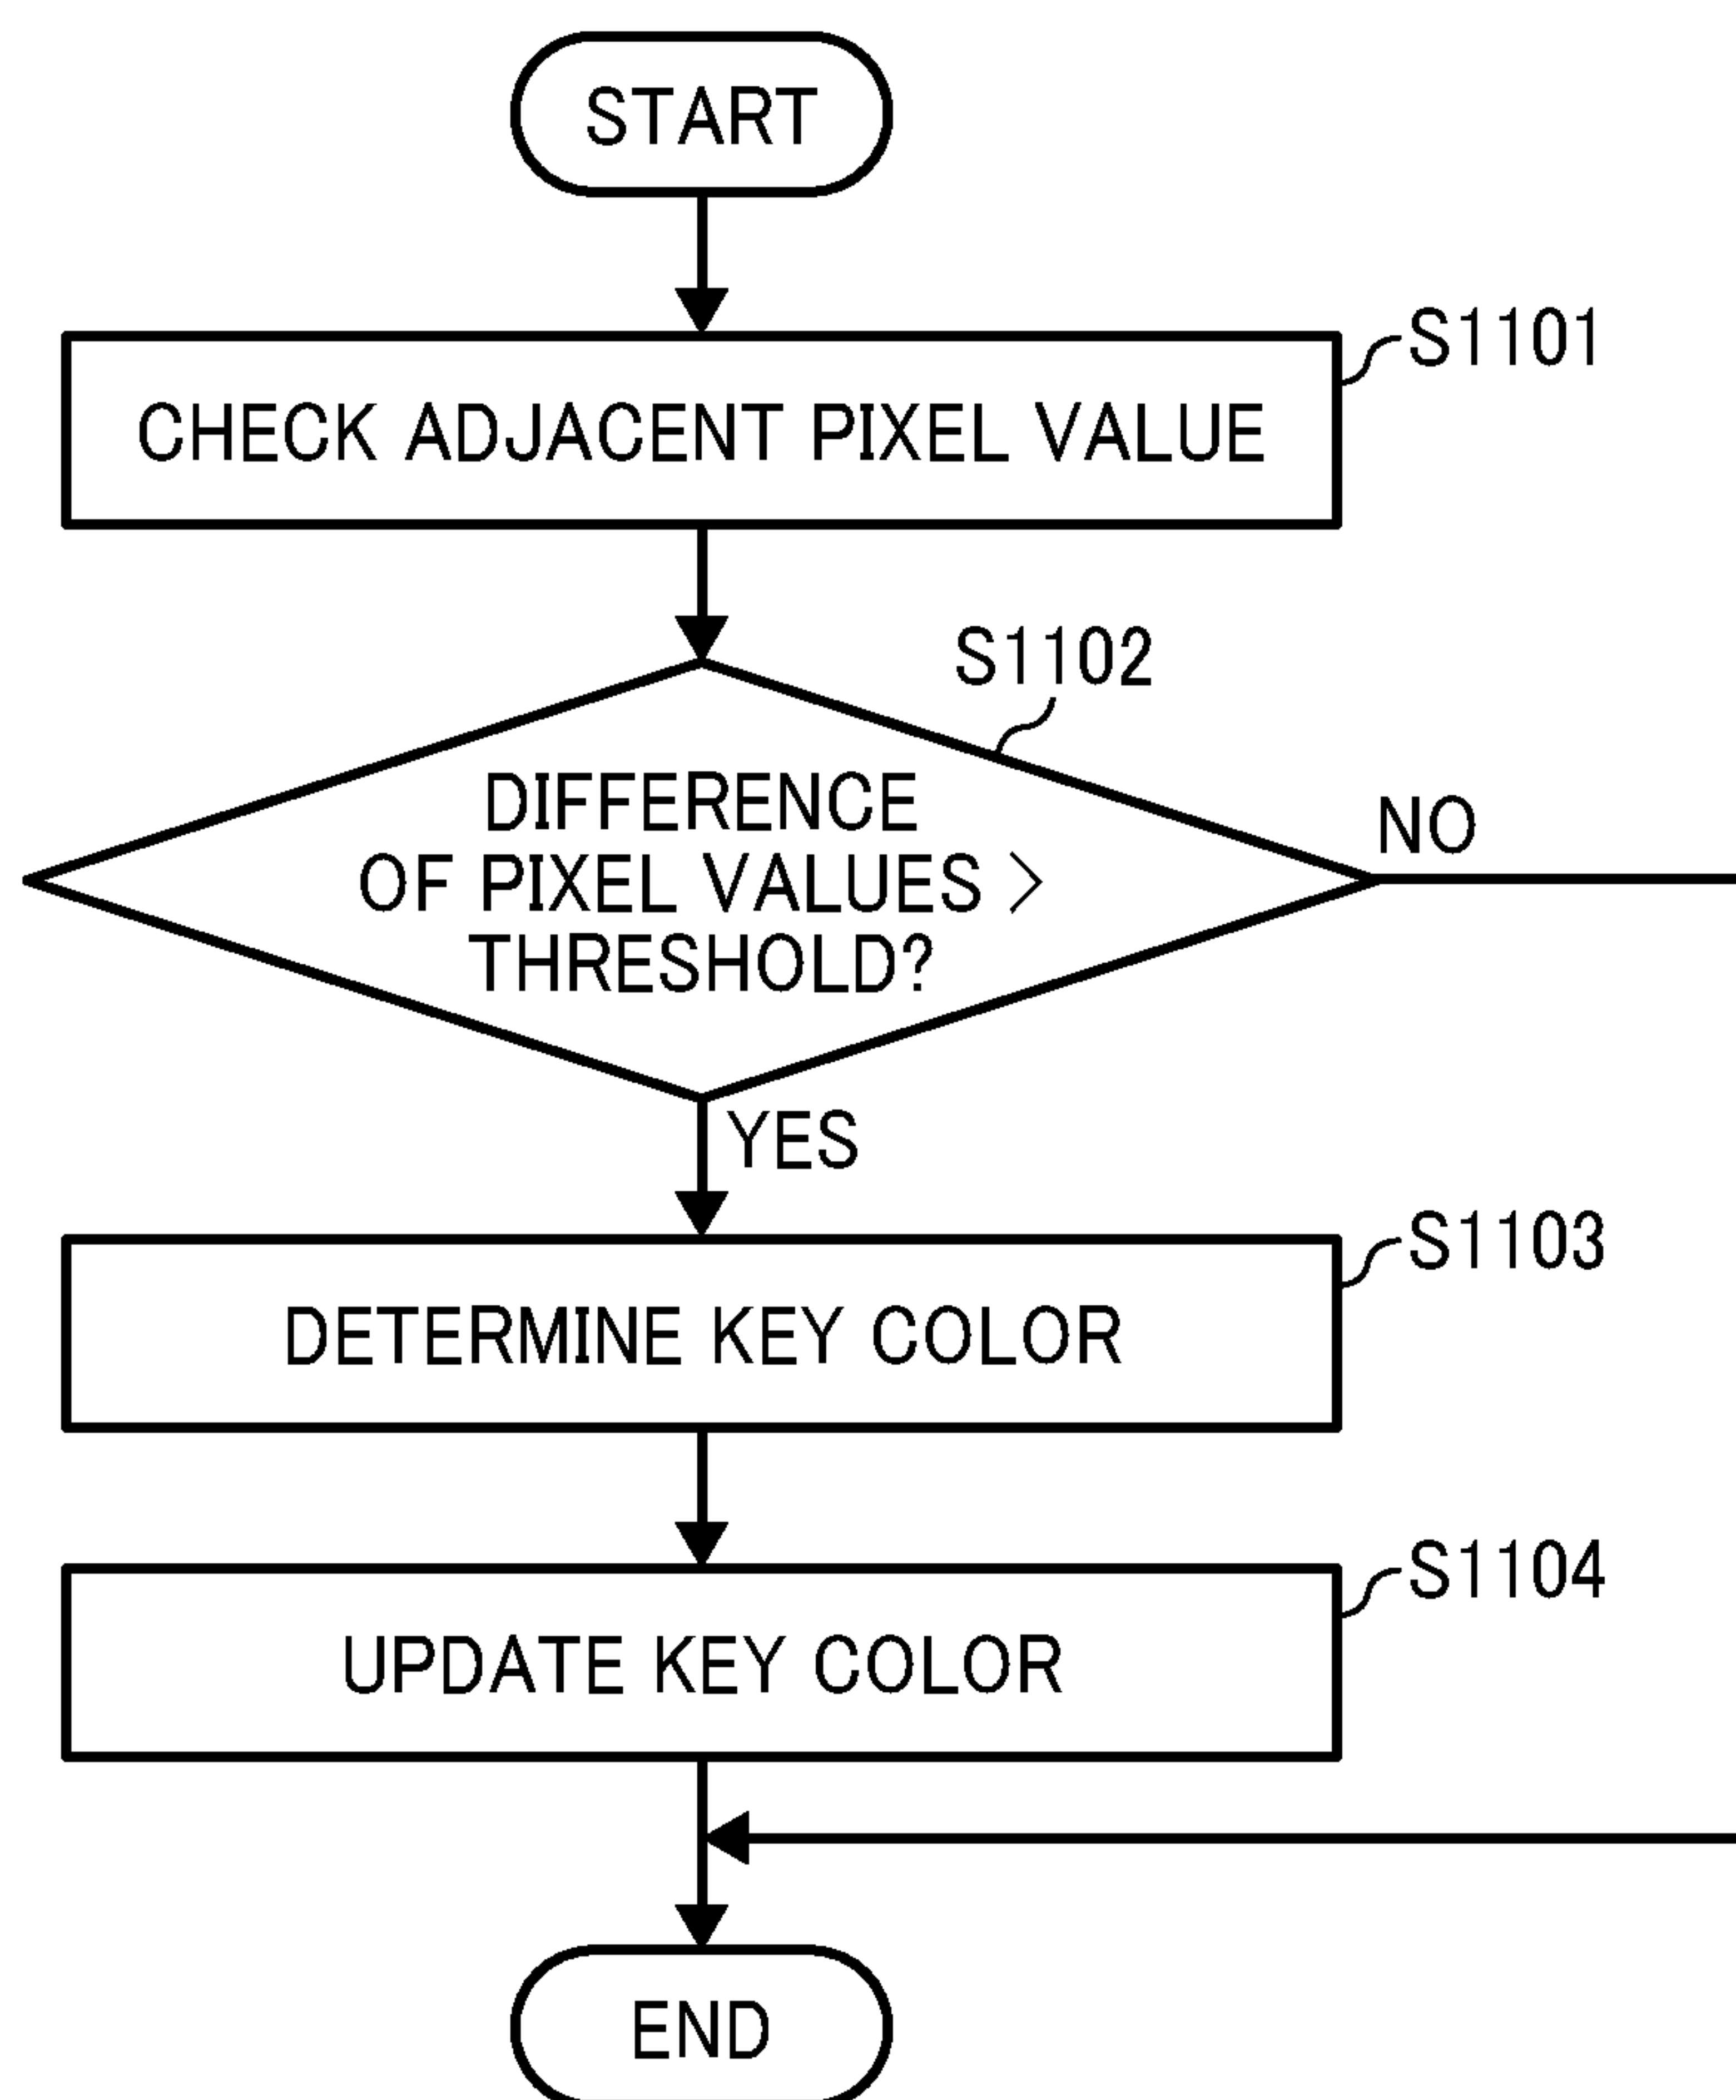 START
S1101
CHECK ADJACENT PIXEL VALUE
S1102
DIFFERENCE
OF PIXEL VALUES >
THRESHOLD?
NO
YES
S1103
DETERMINE KEY COLOR
S1104
UPDATE KEY COLOR
END